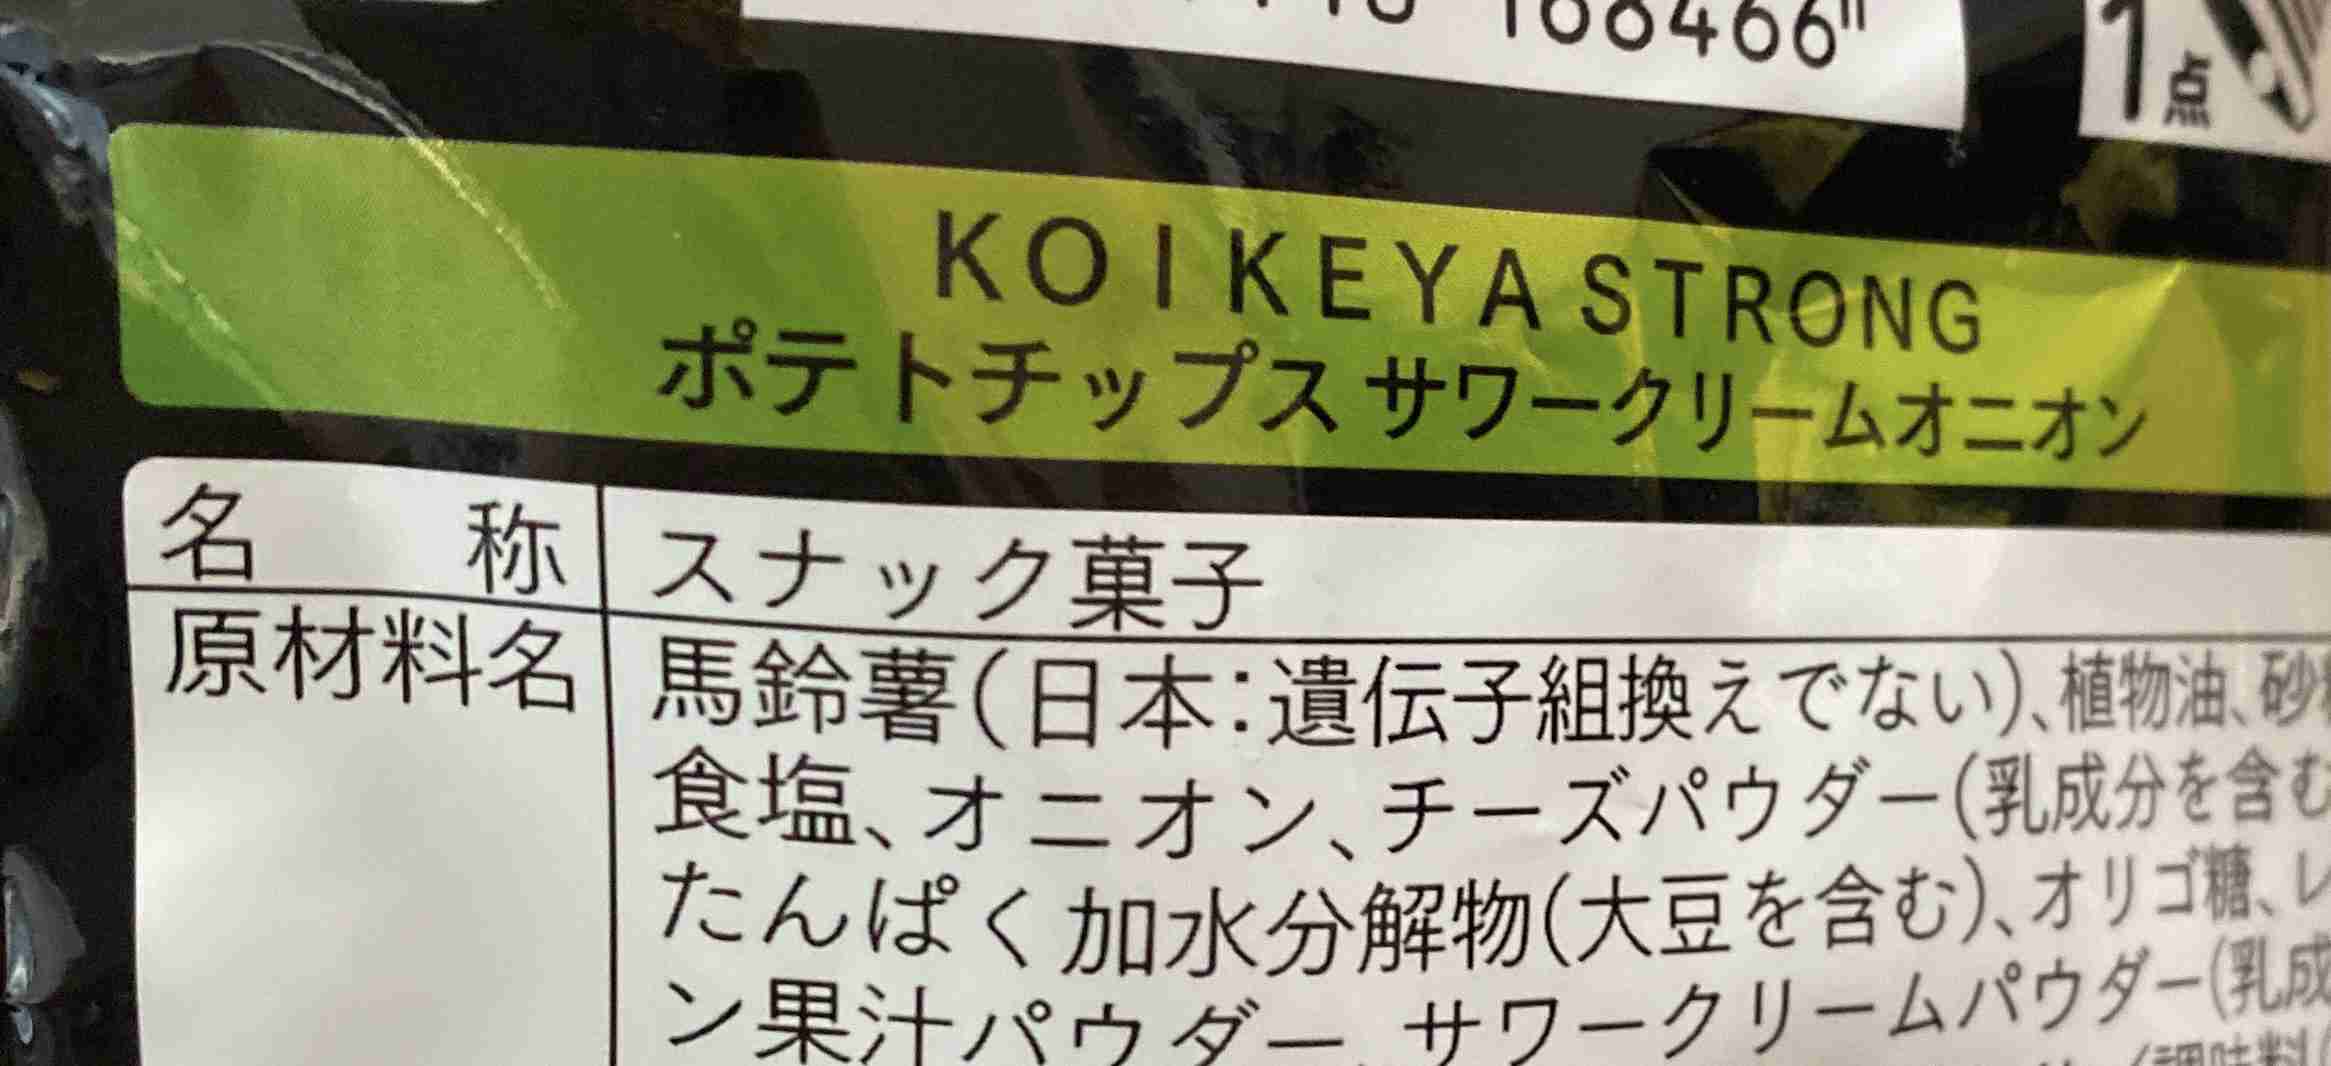 168466
1点
KOIKEYA STRONG
ポテトチップス サワークリームオニオン
名称 スナック菓子
原材料名 馬鈴薯(日本:遺伝子組換えでない)、植物油、砂
食塩、オニオン、チーズパウダー(乳成分を含む
たんぱく加水分解物(大豆を含む)、オリゴ糖、レ
ン果汁パウダー、サワークリームパウダー(乳成